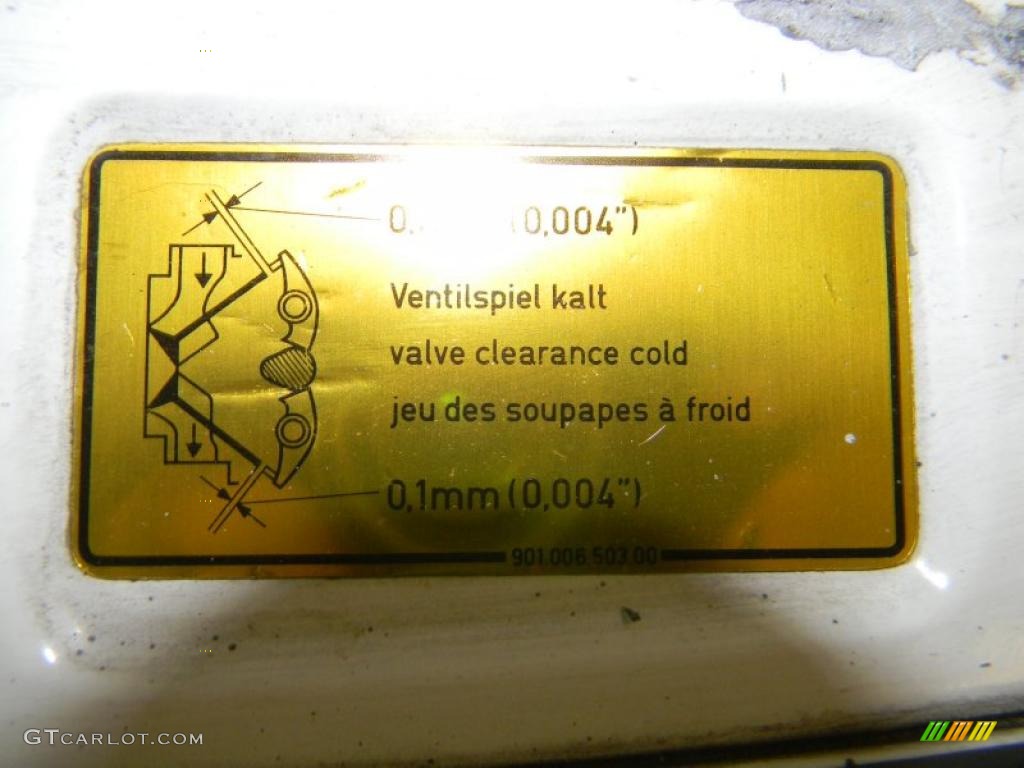 (0,004")
Ventilspiel kalt
valve clearance cold
jeu des soupapes à froid
0,1mm (0,004")
901.006.503.00
GTCARLOT.COM